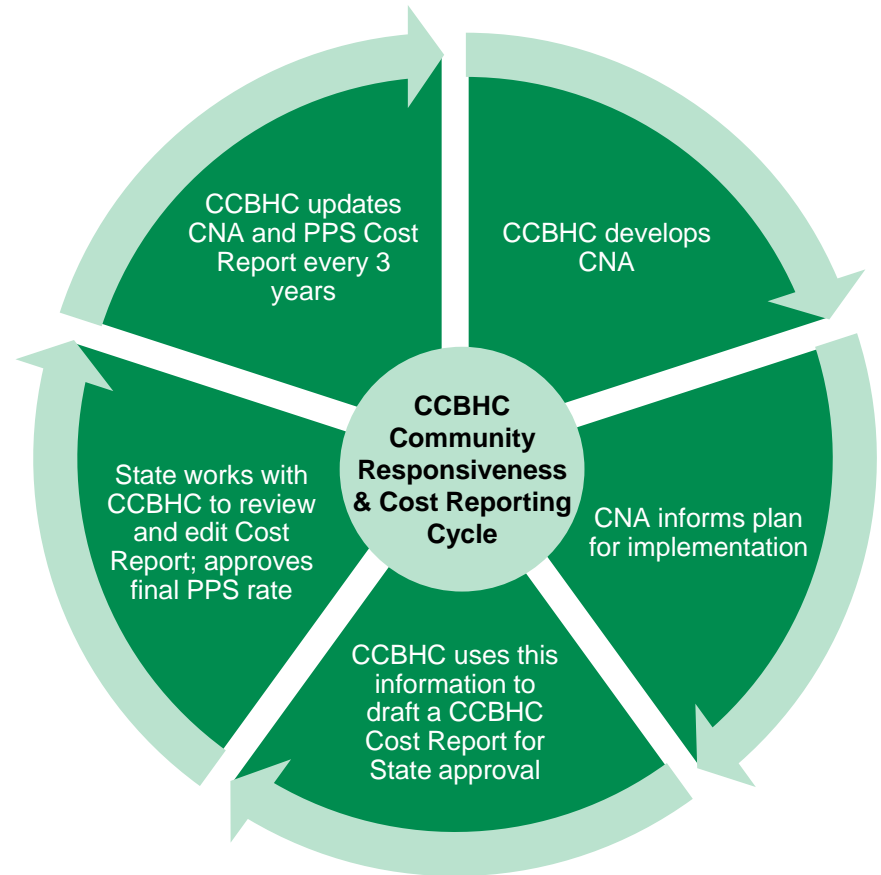 CCBHC
Community
Responsiveness
& Cost Reporting
Cycle
CCBHC develops
CNA
CNA informs plan
for implementation
CCBHC uses this
information to
draft a CCBHC
Cost Report for
State approval
State works with
CCBHC to review
and edit Cost
Report; approves
final PPS rate
CCBHC updates
CNA and PPS Cost
Report every 3
years